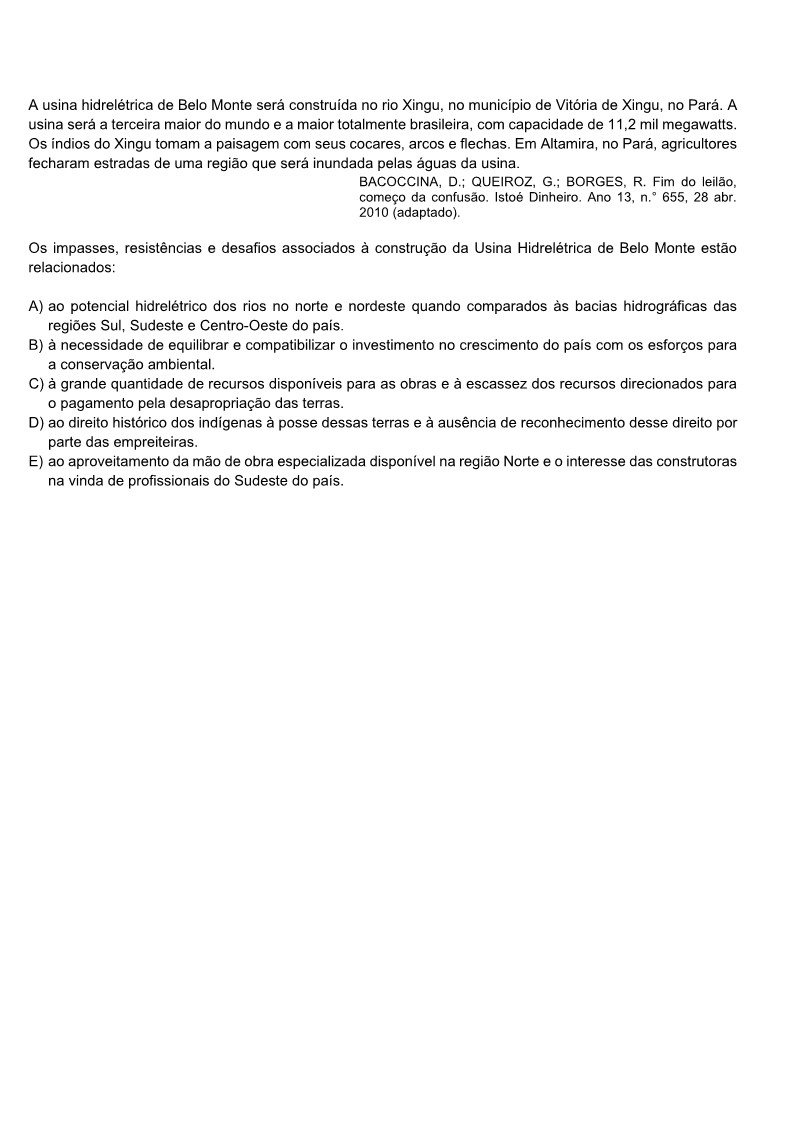 A usina hidrelétrica de Belo Monte será construída no rio Xingu, no município de Vitória de Xingu, no Pará. A
usina será a terceira maior do mundo e a maior totalmente brasileira, com capacidade de 11,2 mil megawatts.
Os índios do Xingu tomam a paisagem com seus cocares, arcos e flechas. Em Altamira, no Pará, agricultores
fecharam estradas de uma região que será inundada pelas águas da usina.
BACOCCINA, D.; QUEIROZ, G.; BORGES, R. Fim do leilão,
começo da confusão. Istoé Dinheiro. Ano 13, n.° 655, 28 abr.
2010 (adaptado).
Os impasses, resistências e desafios associados à construção da Usina Hidrelétrica de Belo Monte estão
relacionados:
A) ao potencial hidrelétrico dos rios no norte e nordeste quando comparados às bacias hidrográficas das
regiões Sul, Sudeste e Centro-Oeste do país.
B) à necessidade de equilibrar e compatibilizar o investimento no crescimento do país com os esforços para
a conservação ambiental.
C) à grande quantidade de recursos disponíveis para as obras e à escassez dos recursos direcionados para
o pagamento pela desapropriação das terras.
D) ao direito histórico dos indígenas à posse dessas terras e à ausência de reconhecimento desse direito por
parte das empreiteiras.
E) ao aproveitamento da mão de obra especializada disponível na região Norte e o interesse das construtoras
na vinda de profissionais do Sudeste do país.